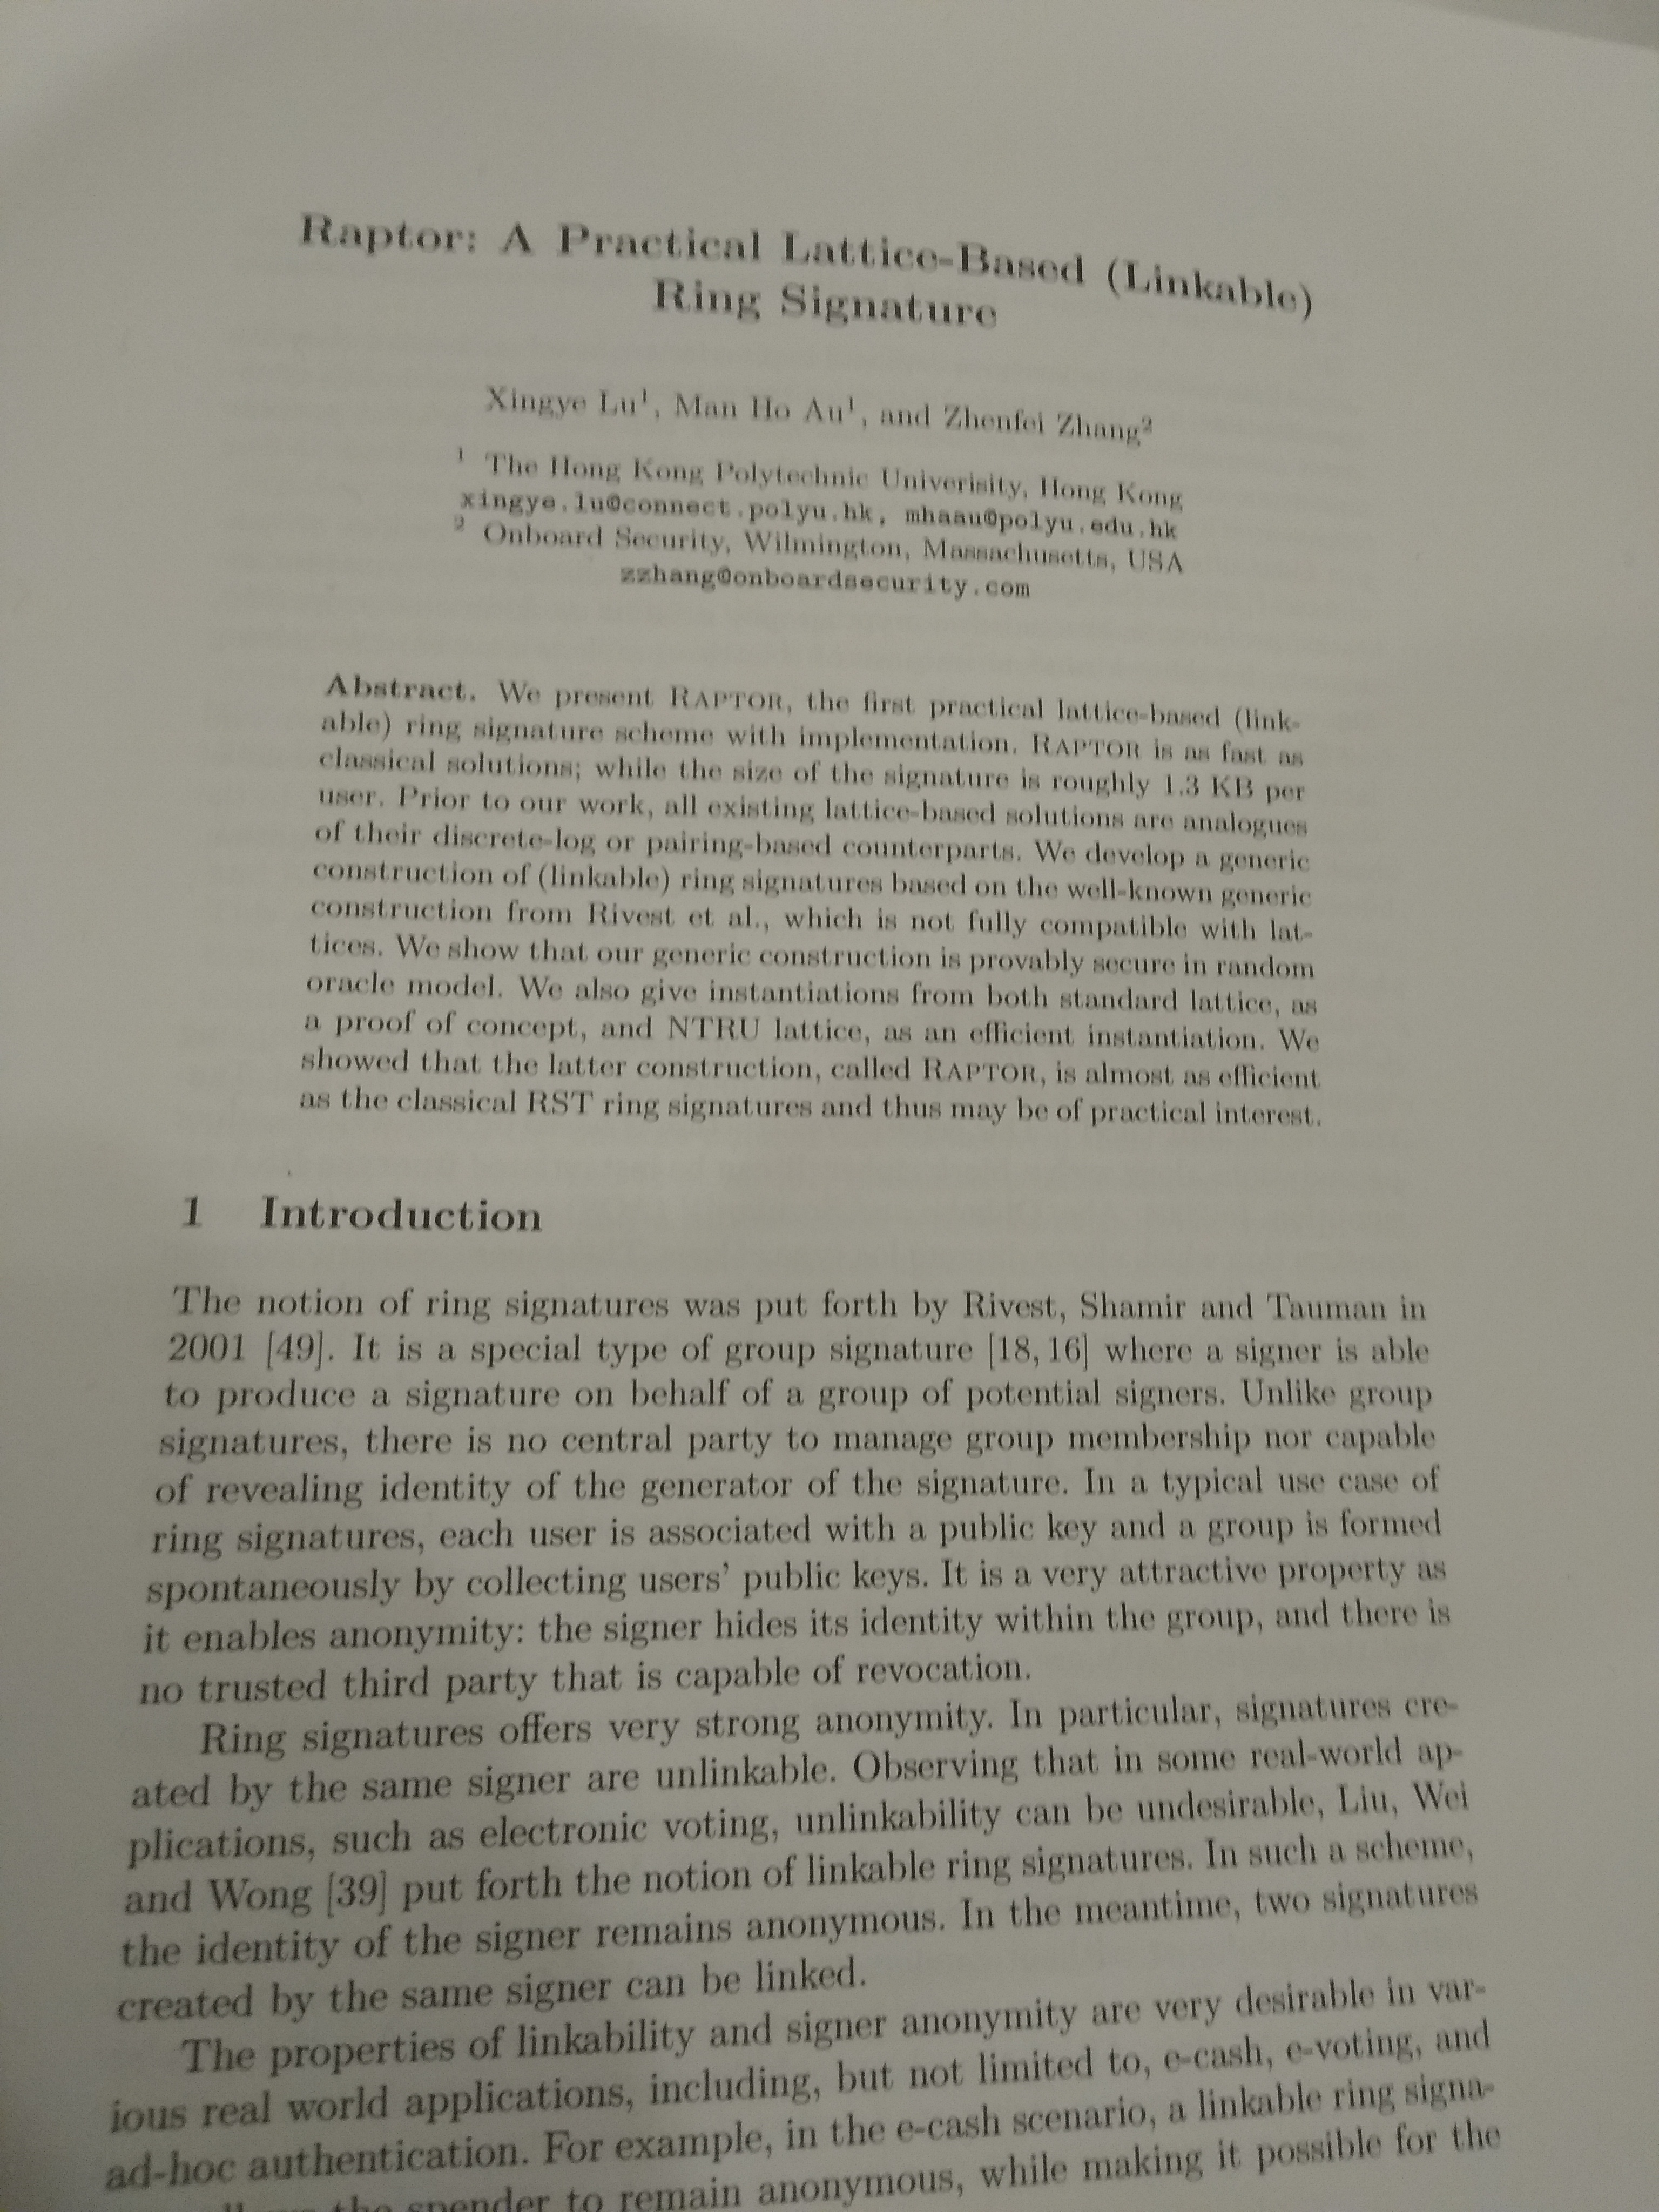 Raptor: A Practical Lattice-Based (Linkable)
Ring Signature
Xingye Lu¹, Man Ho Au¹, and Zhenfei Zhang²
¹ The Hong Kong Polytechnic Univerisity, Hong Kong
xingye.lu@connect.polyu.hk, mhaau@polyu.edu.hk
² Onboard Security, Wilmington, Massachusetts, USA
zzhang@onboardsecurity.com
Abstract. We present RAPTOR, the first practical lattice-based (link-
able) ring signature scheme with implementation. RAPTOR is as fast as
classical solutions; while the size of the signature is roughly 1.3 KB per
user. Prior to our work, all existing lattice-based solutions are analogues
of their discrete-log or pairing-based counterparts. We develop a generic
construction of (linkable) ring signatures based on the well-known generic
construction from Rivest et al., which is not fully compatible with lat-
tices. We show that our generic construction is provably secure in random
oracle model. We also give instantiations from both standard lattice, as
a proof of concept, and NTRU lattice, as an efficient instantiation. We
showed that the latter construction, called RAPTOR, is almost as efficient
as the classical RST ring signatures and thus may be of practical interest.
1 Introduction
The notion of ring signatures was put forth by Rivest, Shamir and Tauman in
2001 [49]. It is a special type of group signature [18, 16] where a signer is able
to produce a signature on behalf of a group of potential signers. Unlike group
signatures, there is no central party to manage group membership nor capable
of revealing identity of the generator of the signature. In a typical use case of
ring signatures, each user is associated with a public key and a group is formed
spontaneously by collecting users' public keys. It is a very attractive property as
it enables anonymity: the signer hides its identity within the group, and there is
no trusted third party that is capable of revocation.
Ring signatures offers very strong anonymity. In particular, signatures cre-
ated by the same signer are unlinkable. Observing that in some real-world ap-
plications, such as electronic voting, unlinkability can be undesirable, Liu, Wei
and Wong [39] put forth the notion of linkable ring signatures. In such a scheme,
the identity of the signer remains anonymous. In the meantime, two signatures
created by the same signer can be linked.
The properties of linkability and signer anonymity are very desirable in var-
ious real world applications, including, but not limited to, e-cash, e-voting, and
ad-hoc authentication. For example, in the e-cash scenario, a linkable ring signa-
the spender to remain anonymous, while making it possible for the